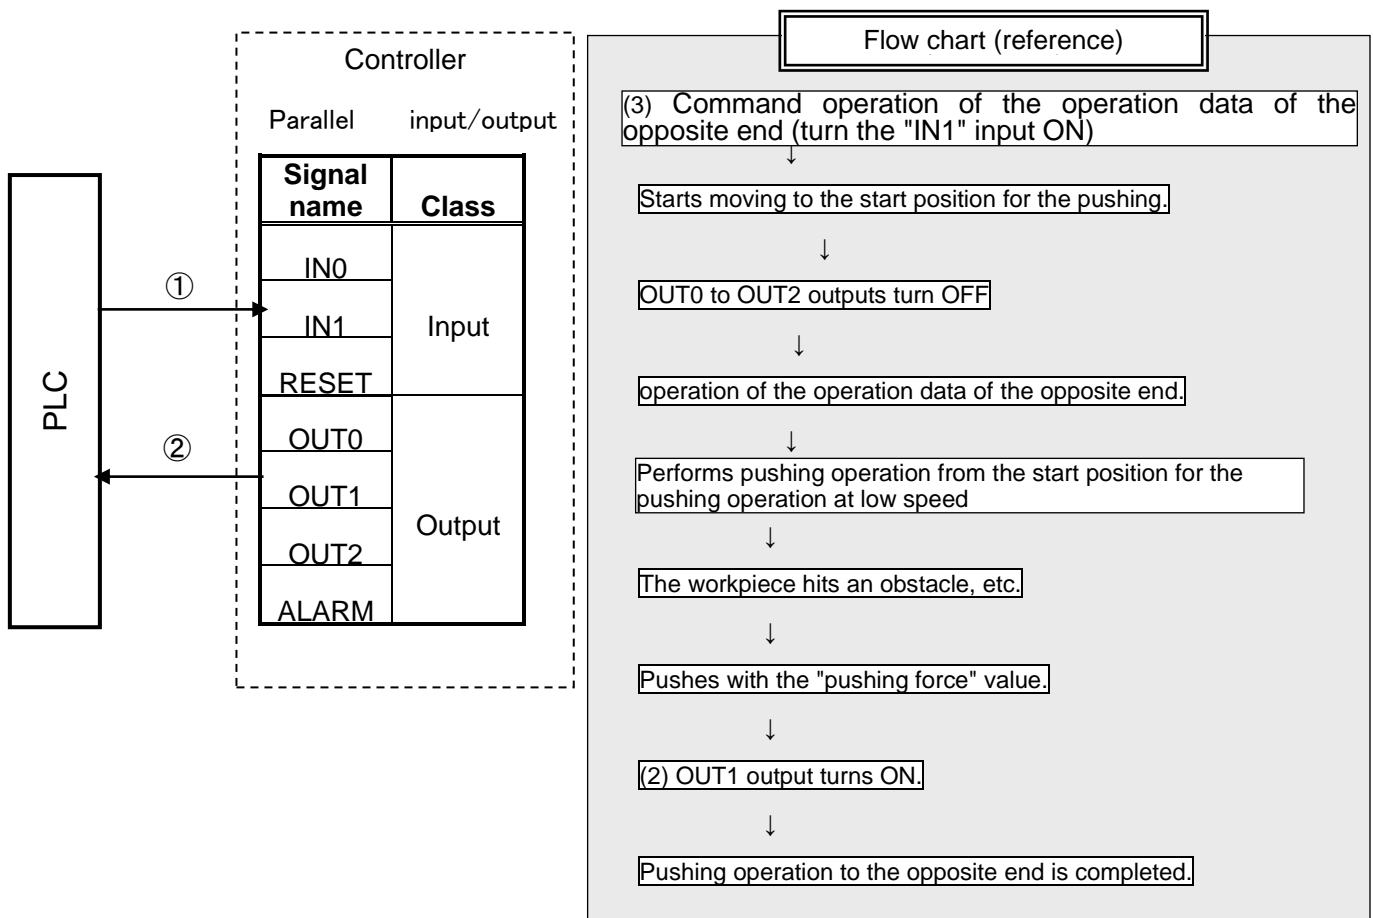 Controller
Parallel input/output
Signal name
Class
IN0
IN1
RESET
Input
OUT0
OUT1
OUT2
ALARM
Output
PLC
①
②
Flow chart (reference)
(3) Command operation of the operation data of the
opposite end (turn the "IN1" input ON)
↓
Starts moving to the start position for the pushing.
↓
OUT0 to OUT2 outputs turn OFF
↓
operation of the operation data of the opposite end.
↓
Performs pushing operation from the start position for the
pushing operation at low speed
↓
The workpiece hits an obstacle, etc.
↓
Pushes with the "pushing force" value.
↓
(2) OUT1 output turns ON.
↓
Pushing operation to the opposite end is completed.